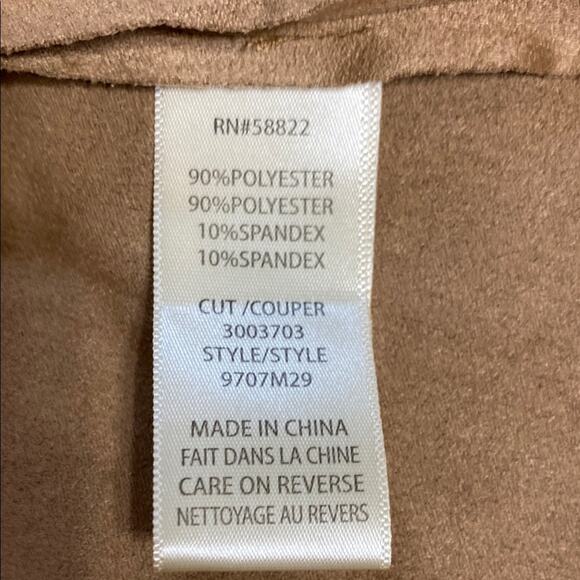 RN#58822
90%POLYESTER
90%POLYESTER
10%SPANDEX
10%SPANDEX
CUT /COUPER
3003703
STYLE/STYLE
9707M29
MADE IN CHINA
FAIT DANS LA CHINE
CARE ON REVERSE
NETTOYAGE AU REVERS